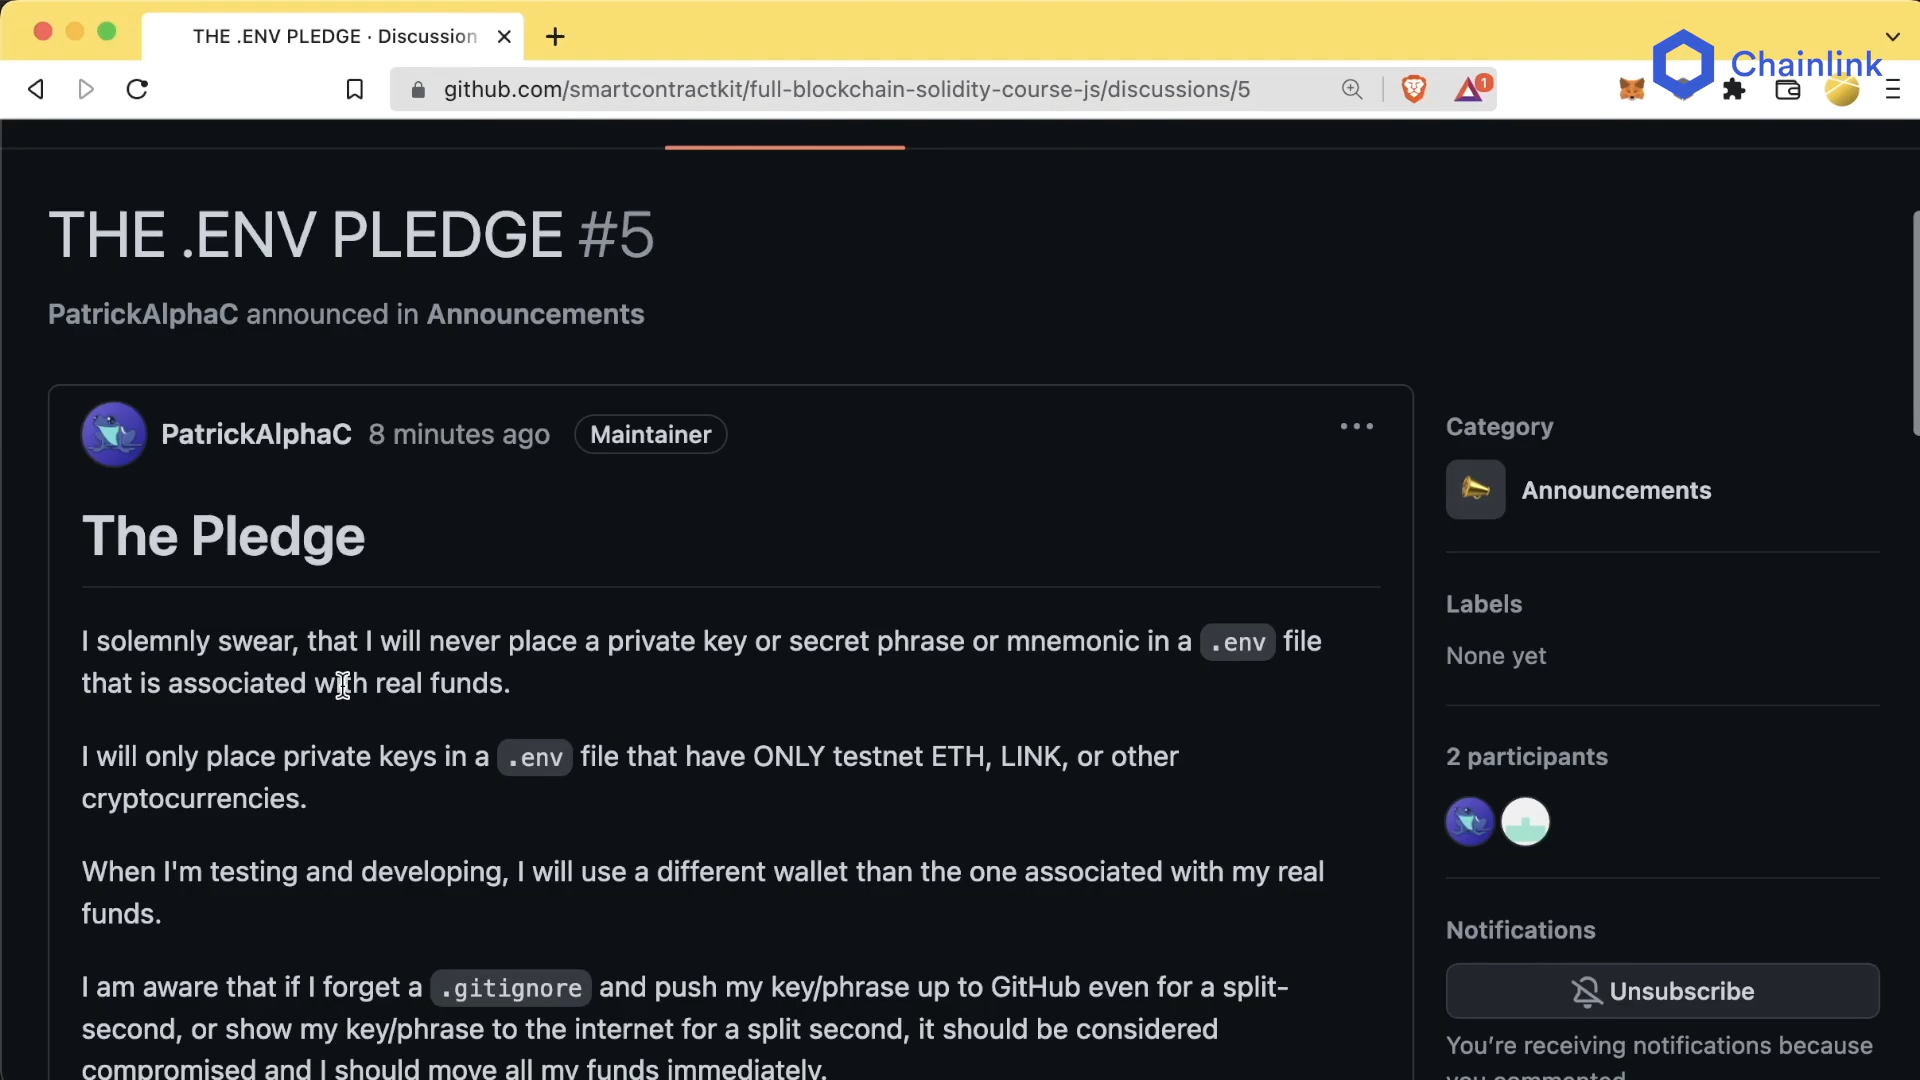 THE .ENV PLEDGE · Discussion
Chainlink
github.com/smartcontractkit/full-blockchain-solidity-course-js/discussions/5
1
THE .ENV PLEDGE #5
PatrickAlphaC announced in Announcements
PatrickAlphaC 8 minutes ago Maintainer
The Pledge
I solemnly swear, that I will never place a private key or secret phrase or mnemonic in a .env file
that is associated with real funds.
I will only place private keys in a .env file that have ONLY testnet ETH, LINK, or other
cryptocurrencies.
When I'm testing and developing, I will use a different wallet than the one associated with my real
funds.
I am aware that if I forget a .gitignore and push my key/phrase up to GitHub even for a split-
second, or show my key/phrase to the internet for a split second, it should be considered
compromised and I should move all my funds immediately.
Category
Announcements
Labels
None yet
2 participants
Notifications
Unsubscribe
You're receiving notifications because
you commented